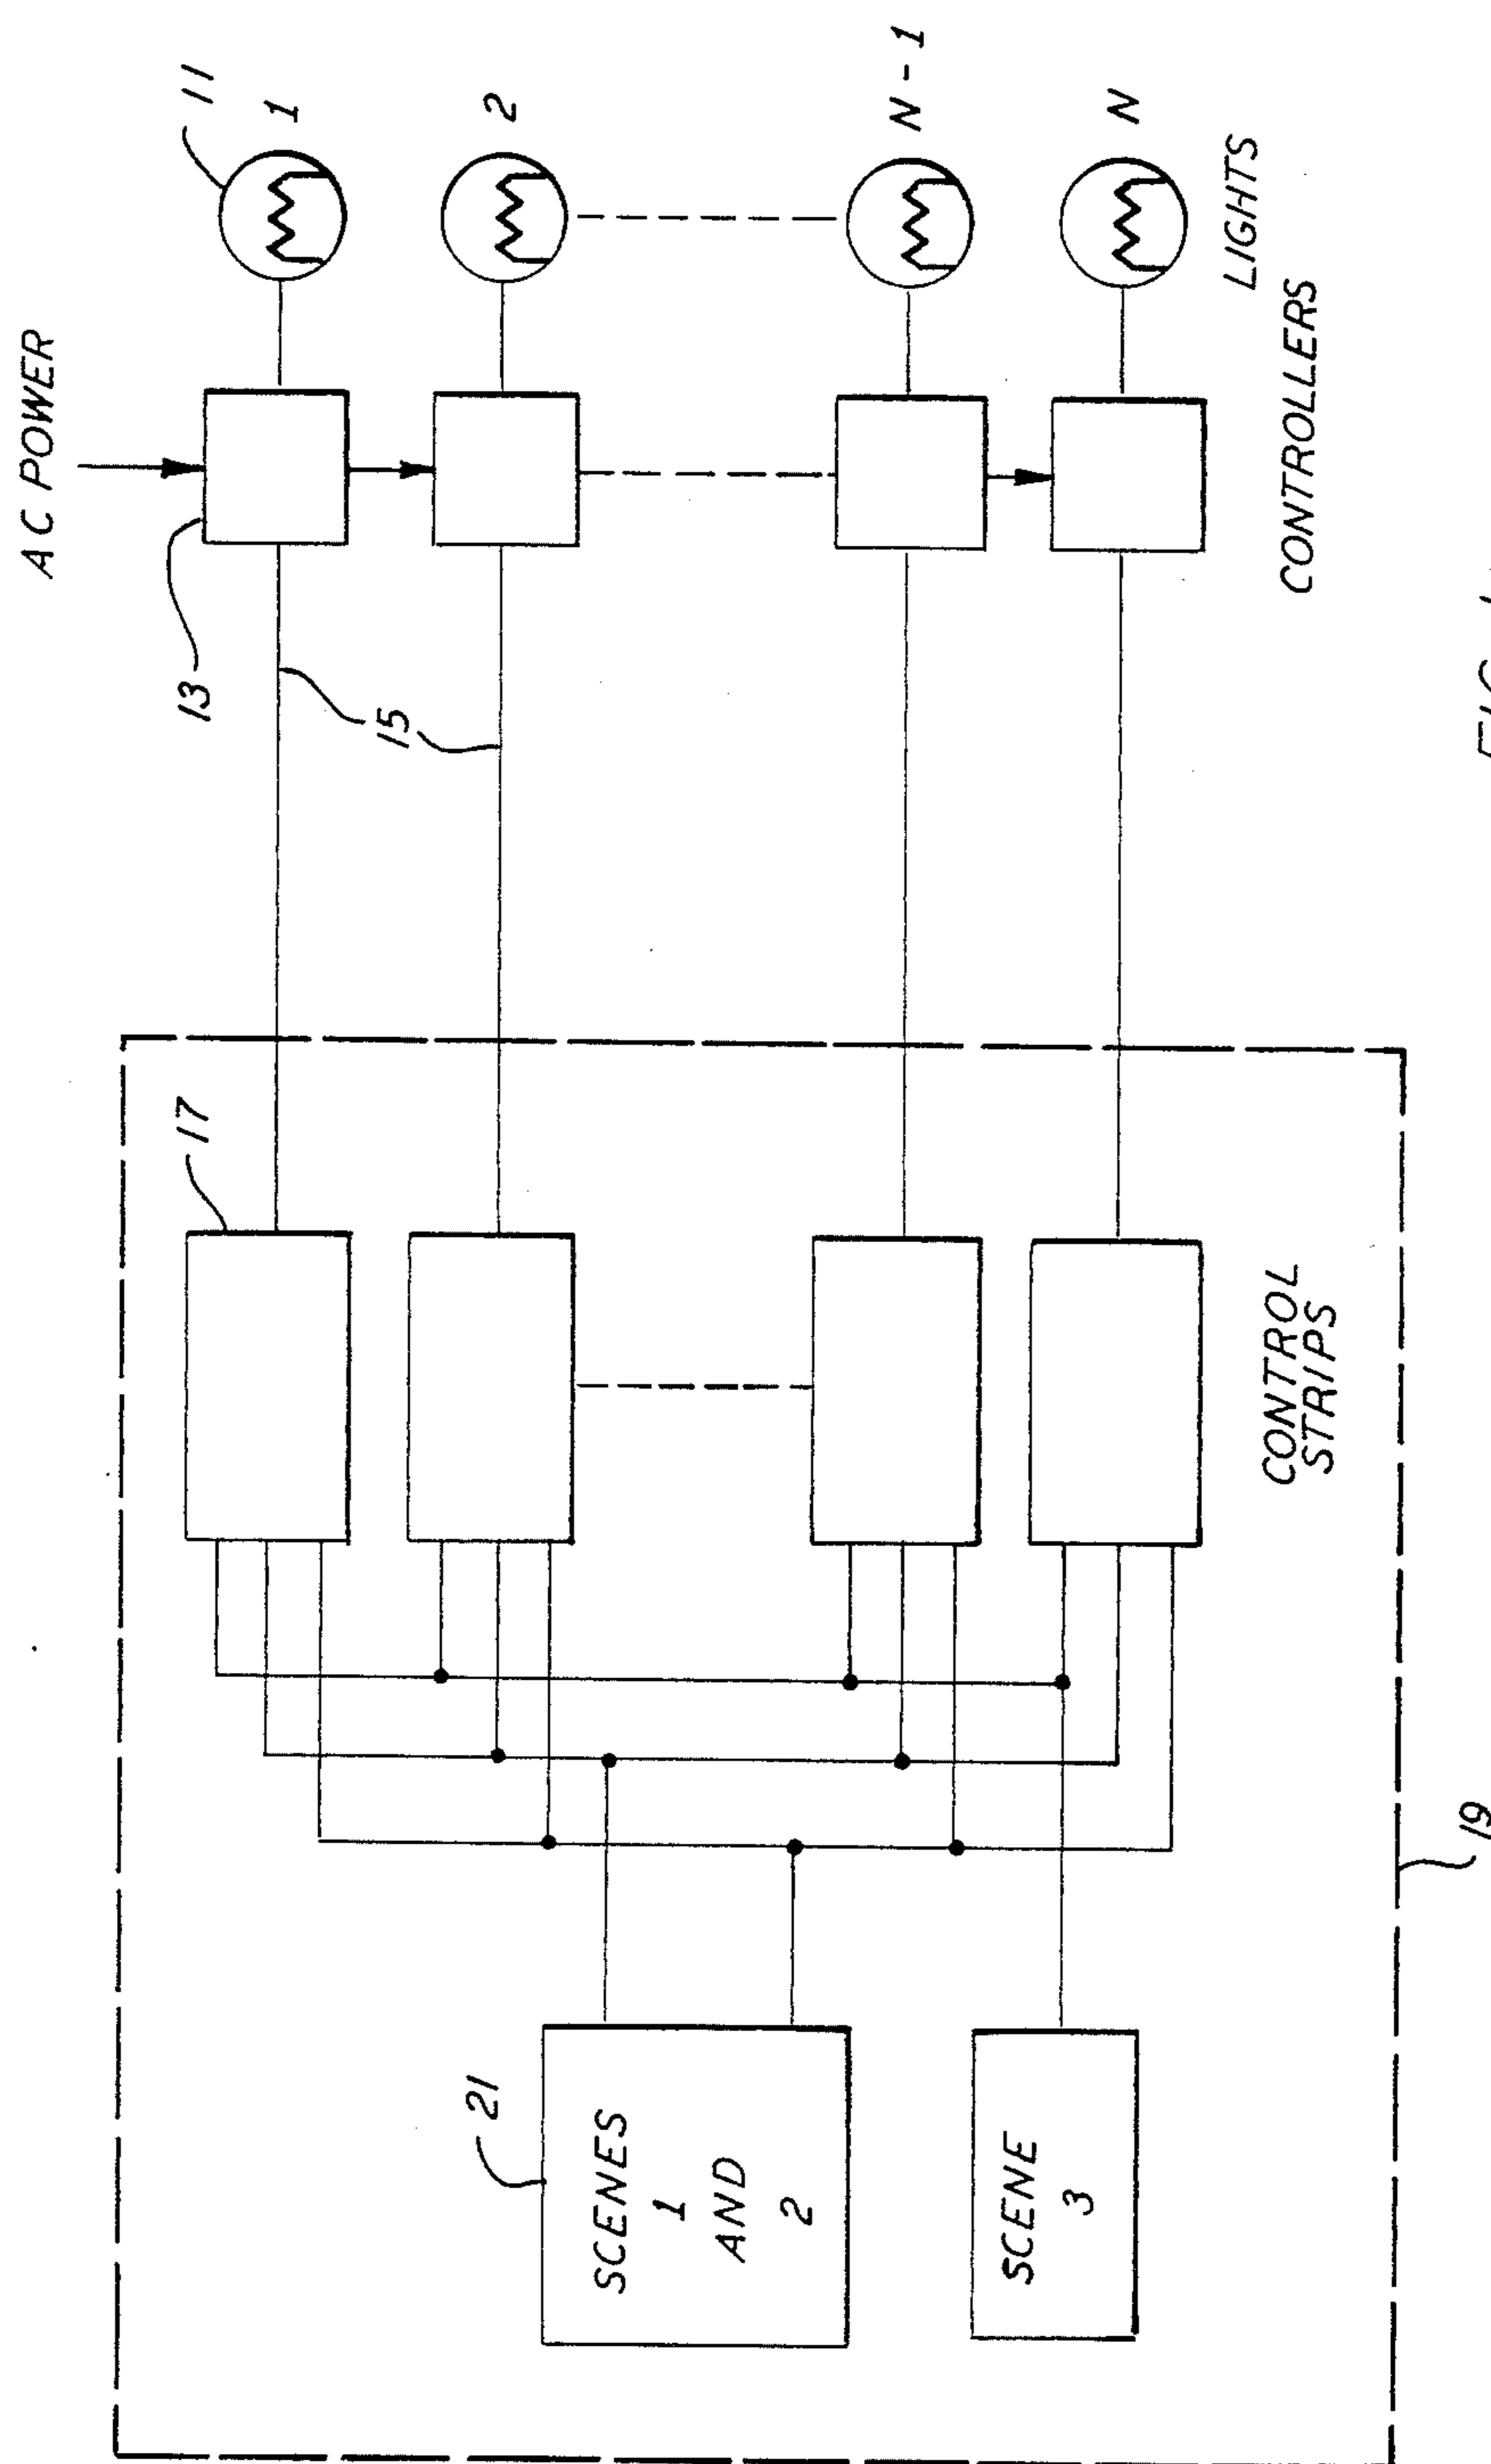 AC POWER
11
1
2
N-1
N
LIGHTS
CONTROLLERS
13
15
17
CONTROL
STRIPS
21
SCENES
1
AND
2
SCENE
3
19